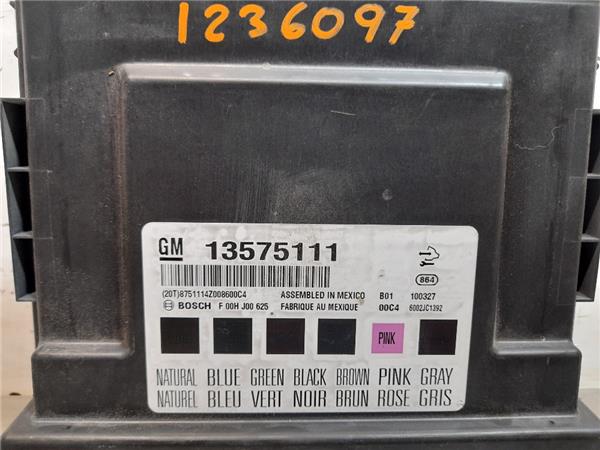 1236097
GM 13575111
864
(20T)8751114Z008600C4 ASSEMBLED IN MEXICO B01 100327
BOSCH F 00H J00 625 FABRIQUE AU MEXIQUE 00C4 6002JC1392
PINK
NATURAL BLUE GREEN BLACK BROWN PINK GRAY
NATUREL BLEU VERT NOIR BRUN ROSE GRIS